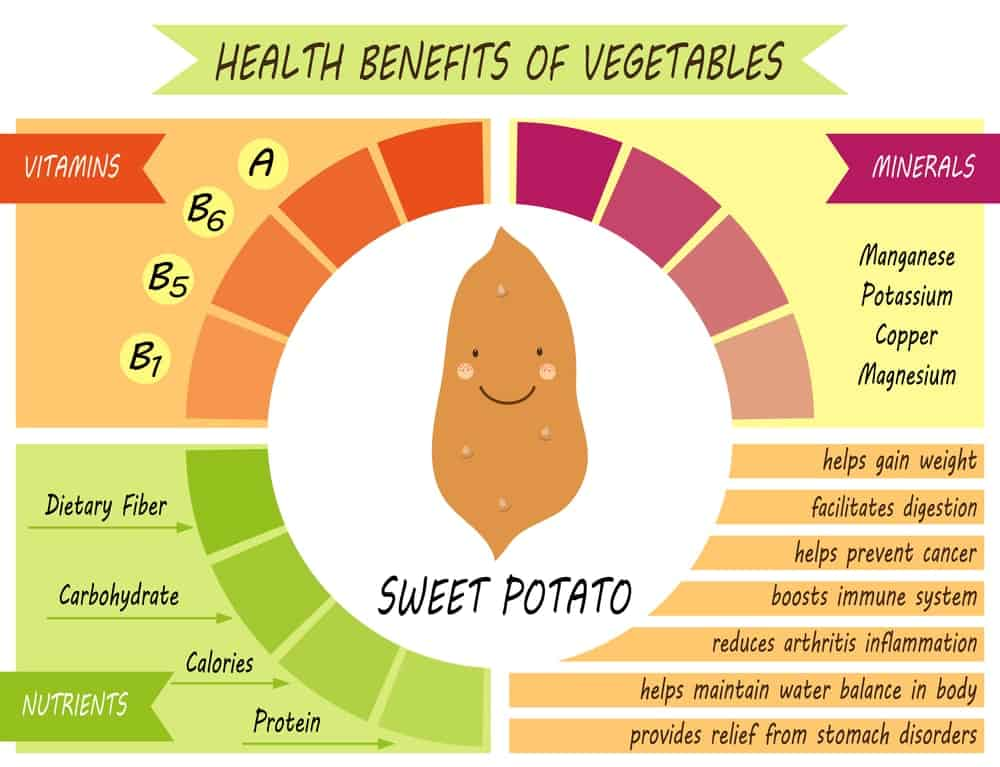 HEALTH BENEFITS OF VEGETABLES
VITAMINS
A
B6
B5
B1
MINERALS
Manganese
Potassium
Copper
Magnesium
Dietary Fiber
Carbohydrate
Calories
Protein
NUTRIENTS
SWEET POTATO
helps gain weight
facilitates digestion
helps prevent cancer
boosts immune system
reduces arthritis inflammation
helps maintain water balance in body
provides relief from stomach disorders